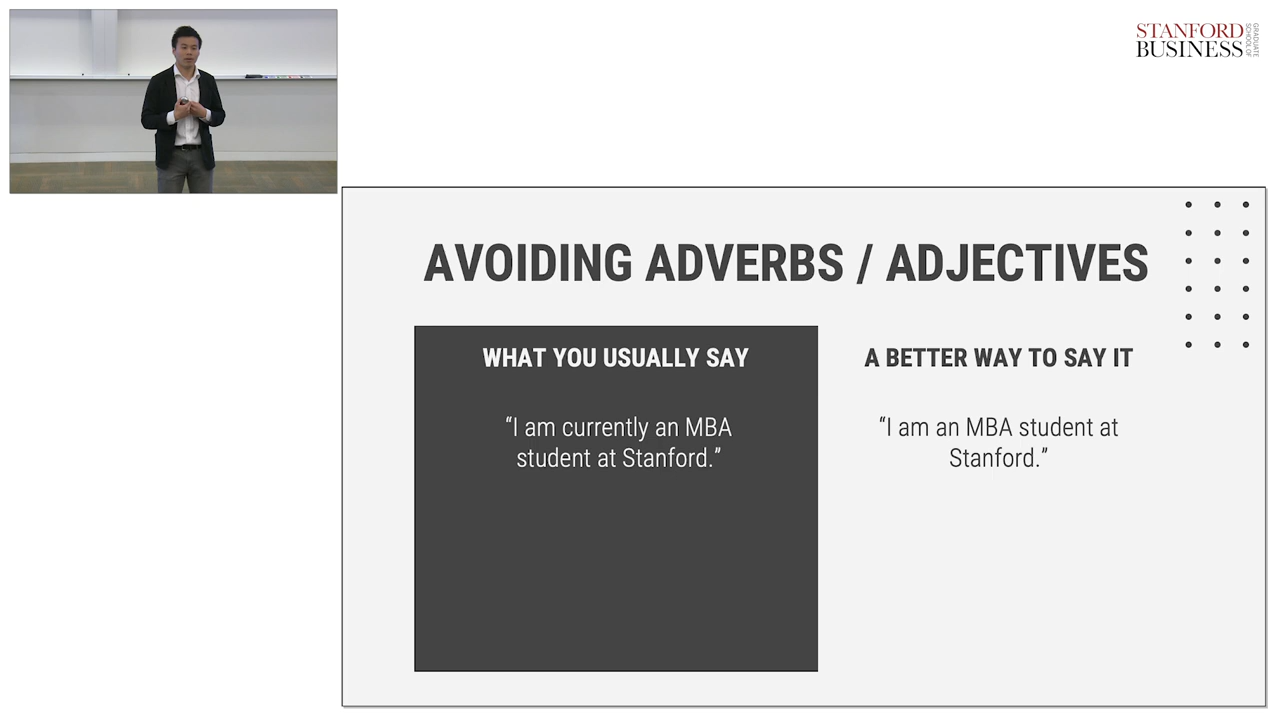 STANFORD
BUSINESS
GRADUATE
SCHOOL OF
AVOIDING ADVERBS / ADJECTIVES
WHAT YOU USUALLY SAY
“I am currently an MBA
student at Stanford.”
A BETTER WAY TO SAY IT
“I am an MBA student at
Stanford.”